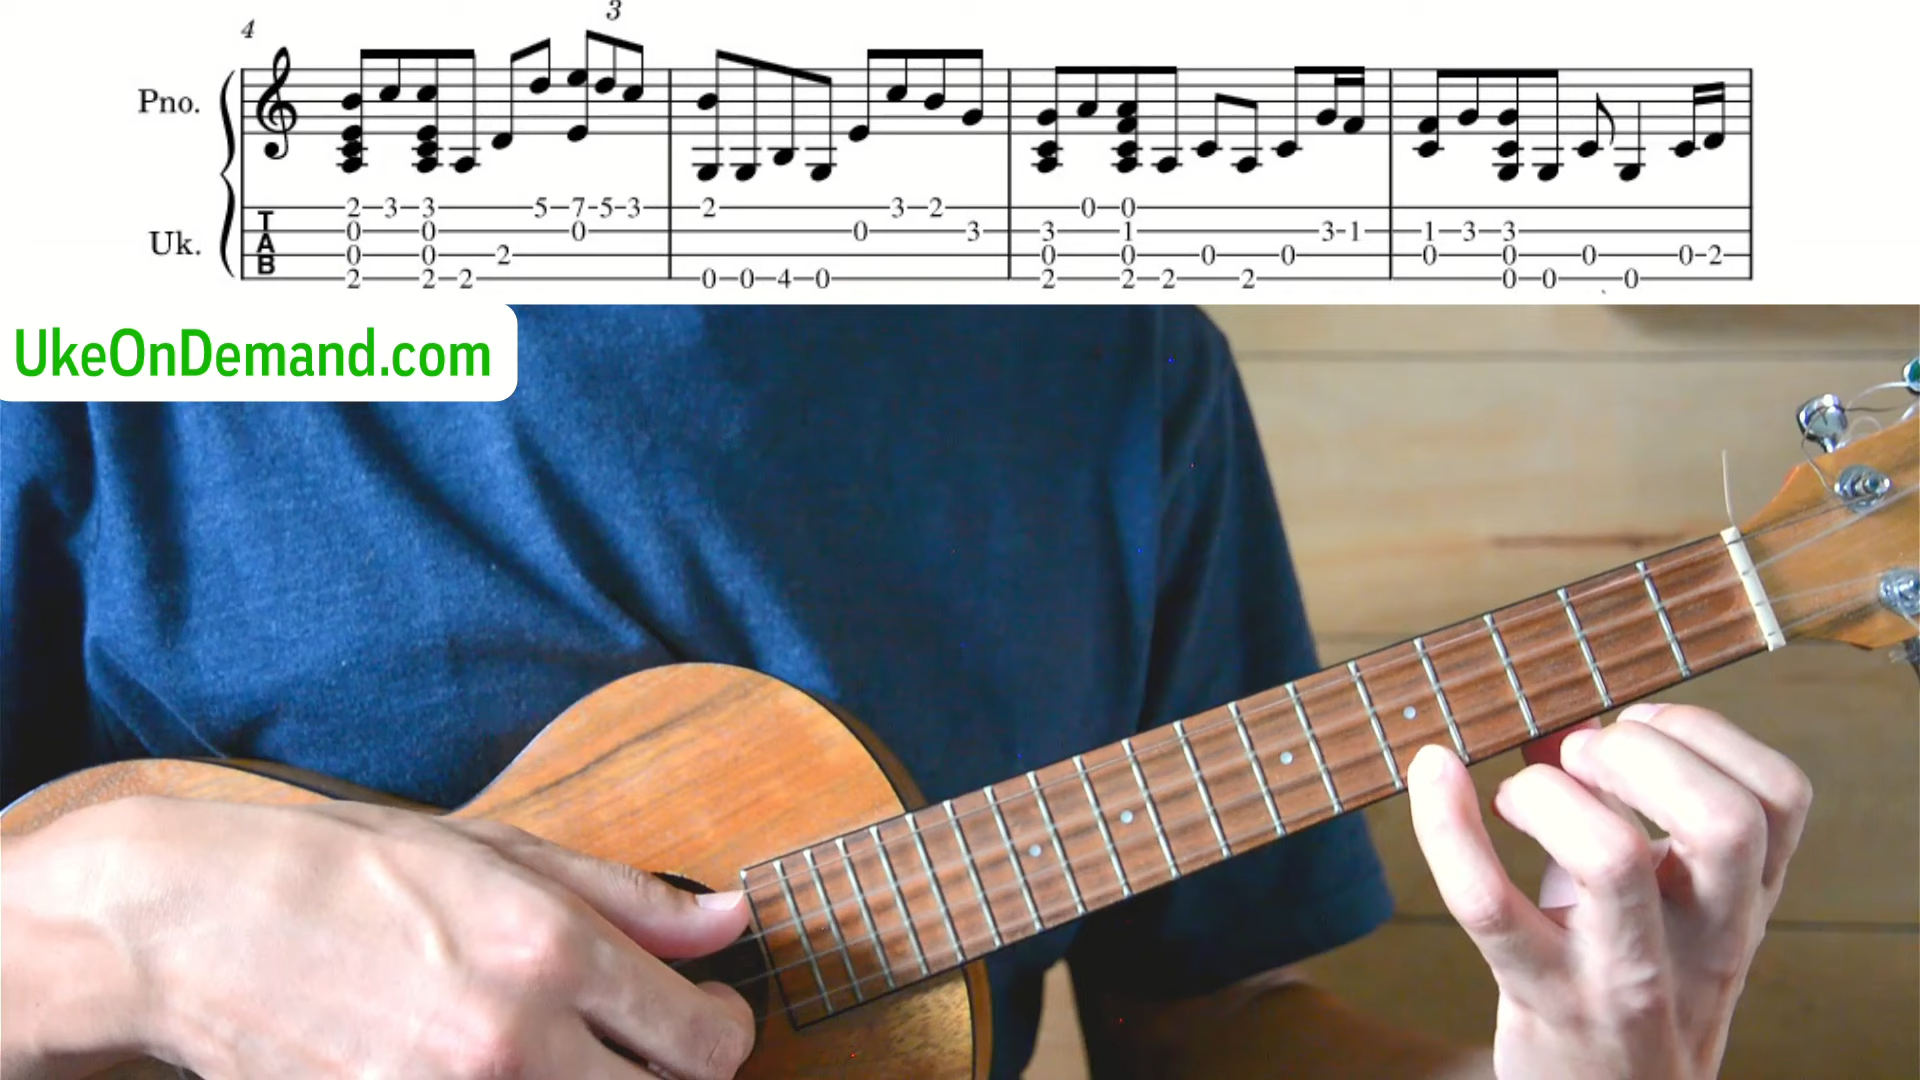 4
3
Pno.
Uk.
T
A
B
2 3 3 5 7 5 3 2 3 2 0 0
0 0 0 0 3 3 1 3 1 1 3 3
0 0 2 0 0 0 0 0 0 0 0 2
2 2 2 0 0 4 0 2 2 2 2 0 0 0
UkeOnDemand.com